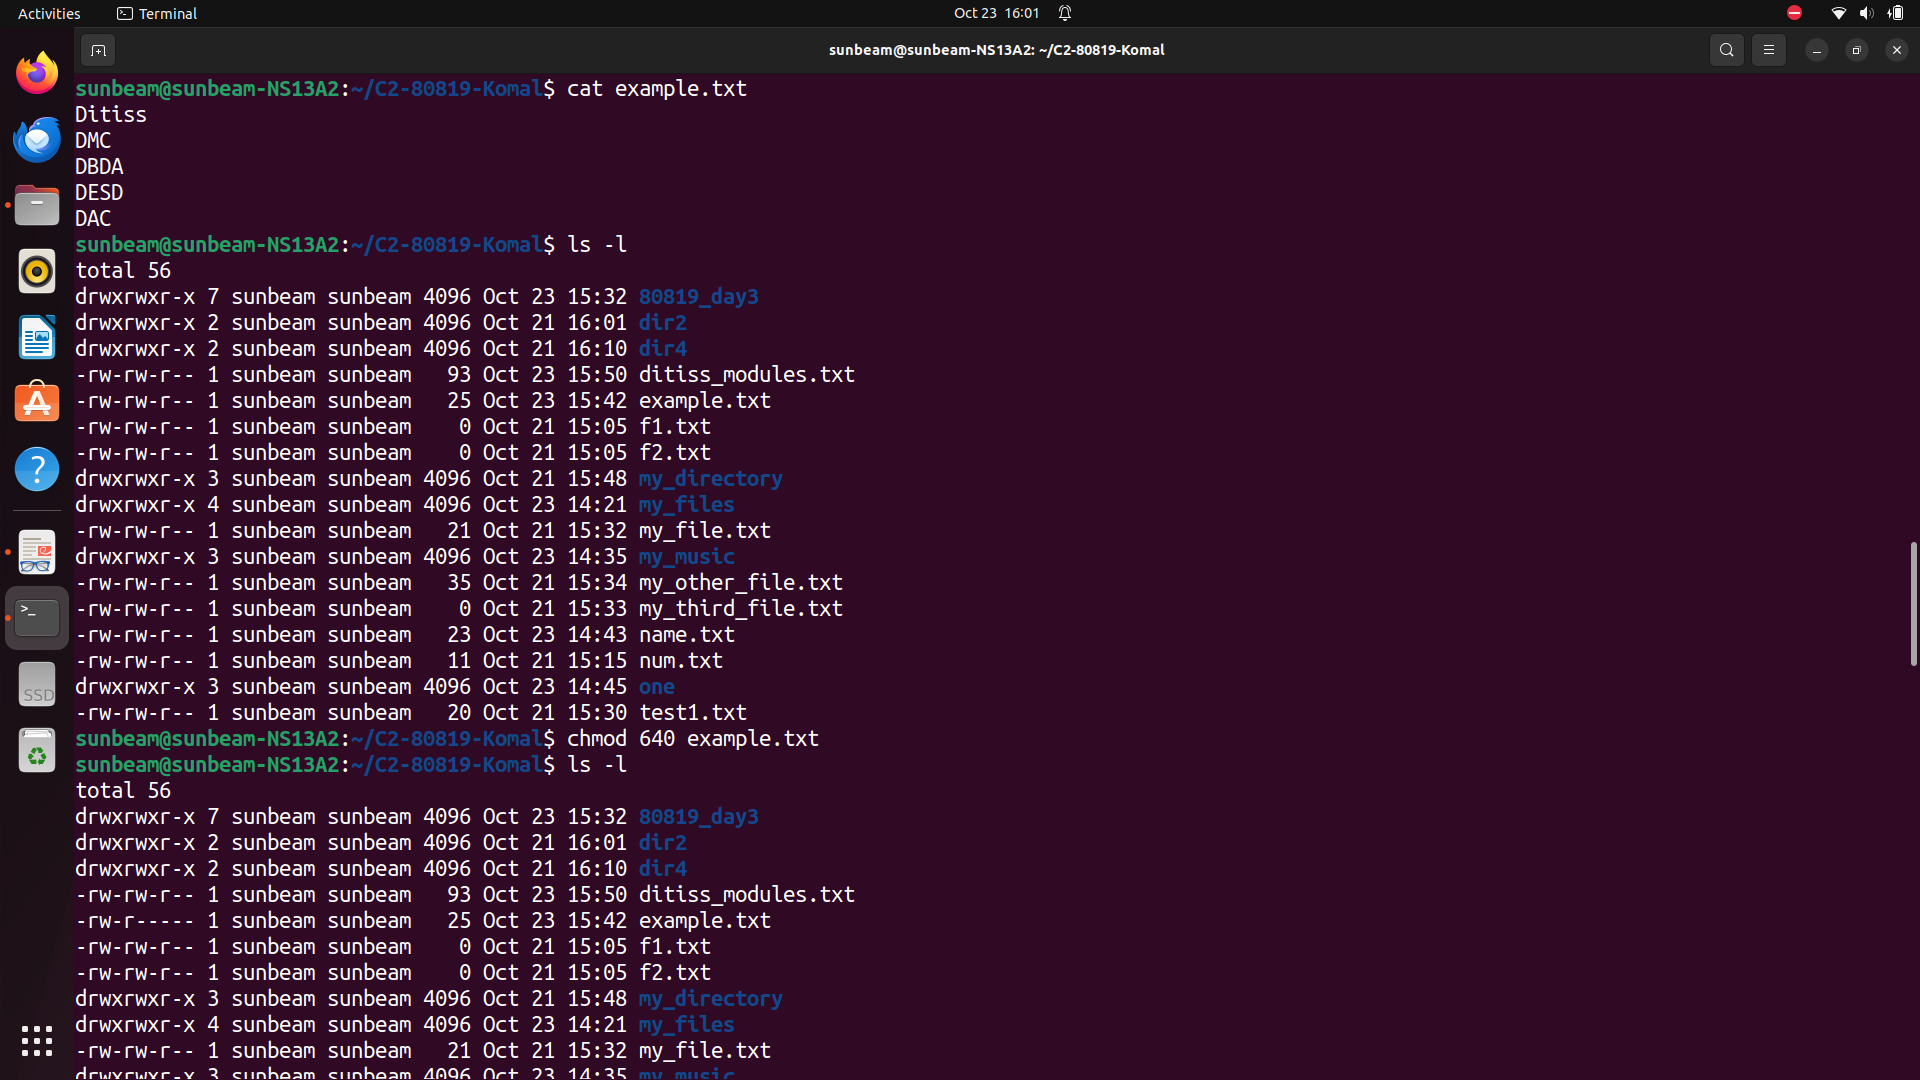 Activities Terminal Oct 23 16:01
sunbeam@sunbeam-NS13A2: ~/C2-80819-Komal
sunbeam@sunbeam-NS13A2:~/C2-80819-Komal$ cat example.txt
Ditiss
DMC
DBDA
DESD
DAC
sunbeam@sunbeam-NS13A2:~/C2-80819-Komal$ ls -l
total 56
drwxrwxr-x 7 sunbeam sunbeam 4096 Oct 23 15:32 80819_day3
drwxrwxr-x 2 sunbeam sunbeam 4096 Oct 21 16:01 dir2
drwxrwxr-x 2 sunbeam sunbeam 4096 Oct 21 16:10 dir4
-rw-rw-r-- 1 sunbeam sunbeam   93 Oct 23 15:50 ditiss_modules.txt
-rw-rw-r-- 1 sunbeam sunbeam   25 Oct 23 15:42 example.txt
-rw-rw-r-- 1 sunbeam sunbeam    0 Oct 21 15:05 f1.txt
-rw-rw-r-- 1 sunbeam sunbeam    0 Oct 21 15:05 f2.txt
drwxrwxr-x 3 sunbeam sunbeam 4096 Oct 21 15:48 my_directory
drwxrwxr-x 4 sunbeam sunbeam 4096 Oct 23 14:21 my_files
-rw-rw-r-- 1 sunbeam sunbeam   21 Oct 21 15:32 my_file.txt
drwxrwxr-x 3 sunbeam sunbeam 4096 Oct 23 14:35 my_music
-rw-rw-r-- 1 sunbeam sunbeam   35 Oct 21 15:34 my_other_file.txt
-rw-rw-r-- 1 sunbeam sunbeam    0 Oct 21 15:33 my_third_file.txt
-rw-rw-r-- 1 sunbeam sunbeam   23 Oct 23 14:43 name.txt
-rw-rw-r-- 1 sunbeam sunbeam   11 Oct 21 15:15 num.txt
drwxrwxr-x 3 sunbeam sunbeam 4096 Oct 23 14:45 one
-rw-rw-r-- 1 sunbeam sunbeam   20 Oct 21 15:30 test1.txt
sunbeam@sunbeam-NS13A2:~/C2-80819-Komal$ chmod 640 example.txt
sunbeam@sunbeam-NS13A2:~/C2-80819-Komal$ ls -l
total 56
drwxrwxr-x 7 sunbeam sunbeam 4096 Oct 23 15:32 80819_day3
drwxrwxr-x 2 sunbeam sunbeam 4096 Oct 21 16:01 dir2
drwxrwxr-x 2 sunbeam sunbeam 4096 Oct 21 16:10 dir4
-rw-rw-r-- 1 sunbeam sunbeam   93 Oct 23 15:50 ditiss_modules.txt
-rw-r----- 1 sunbeam sunbeam   25 Oct 23 15:42 example.txt
-rw-rw-r-- 1 sunbeam sunbeam    0 Oct 21 15:05 f1.txt
-rw-rw-r-- 1 sunbeam sunbeam    0 Oct 21 15:05 f2.txt
drwxrwxr-x 3 sunbeam sunbeam 4096 Oct 21 15:48 my_directory
drwxrwxr-x 4 sunbeam sunbeam 4096 Oct 23 14:21 my_files
-rw-rw-r-- 1 sunbeam sunbeam   21 Oct 21 15:32 my_file.txt
drwxrwxr-x 3 sunbeam sunbeam 4096 Oct 23 14:35 my_music
SSD